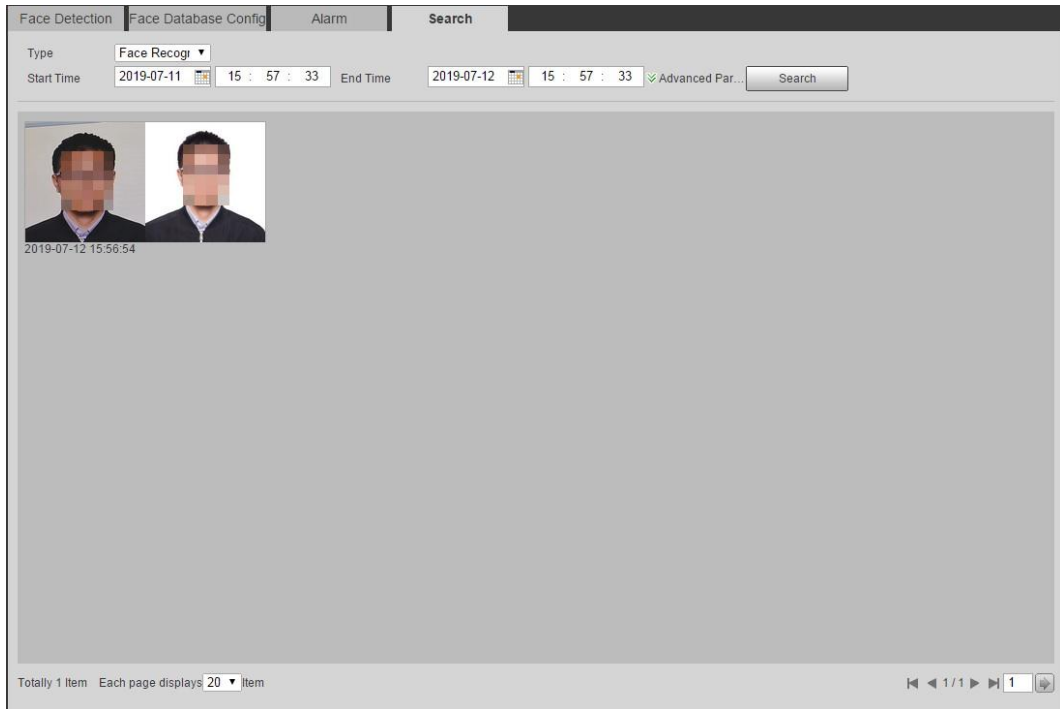 Face Detection Face Database Config Alarm Search
Type Face Recogr
Start Time 2019-07-11 15 : 57 : 33 End Time 2019-07-12 15 : 57 : 33 Advanced Par... Search
2019-07-12 15:56:54
Totally 1 Item Each page displays 20 Item 1 / 1 1